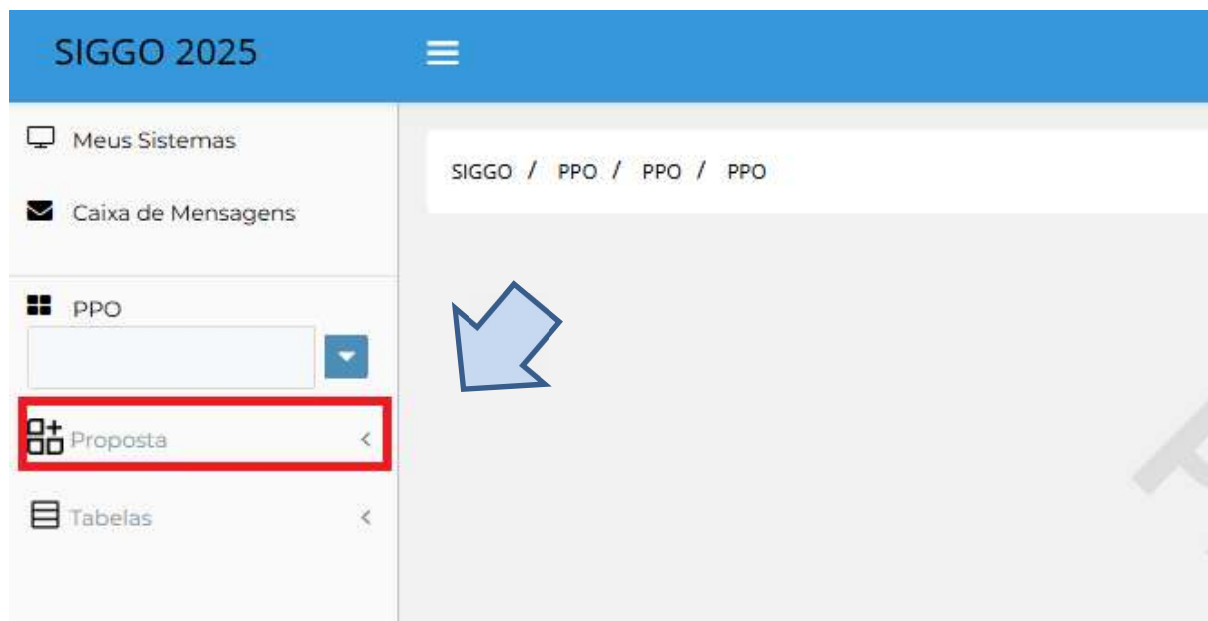 SIGGO 2025
Meus Sistemas
Caixa de Mensagens
SIGGO / PPO / PPO / PPO
PPO
Proposta
Tabelas